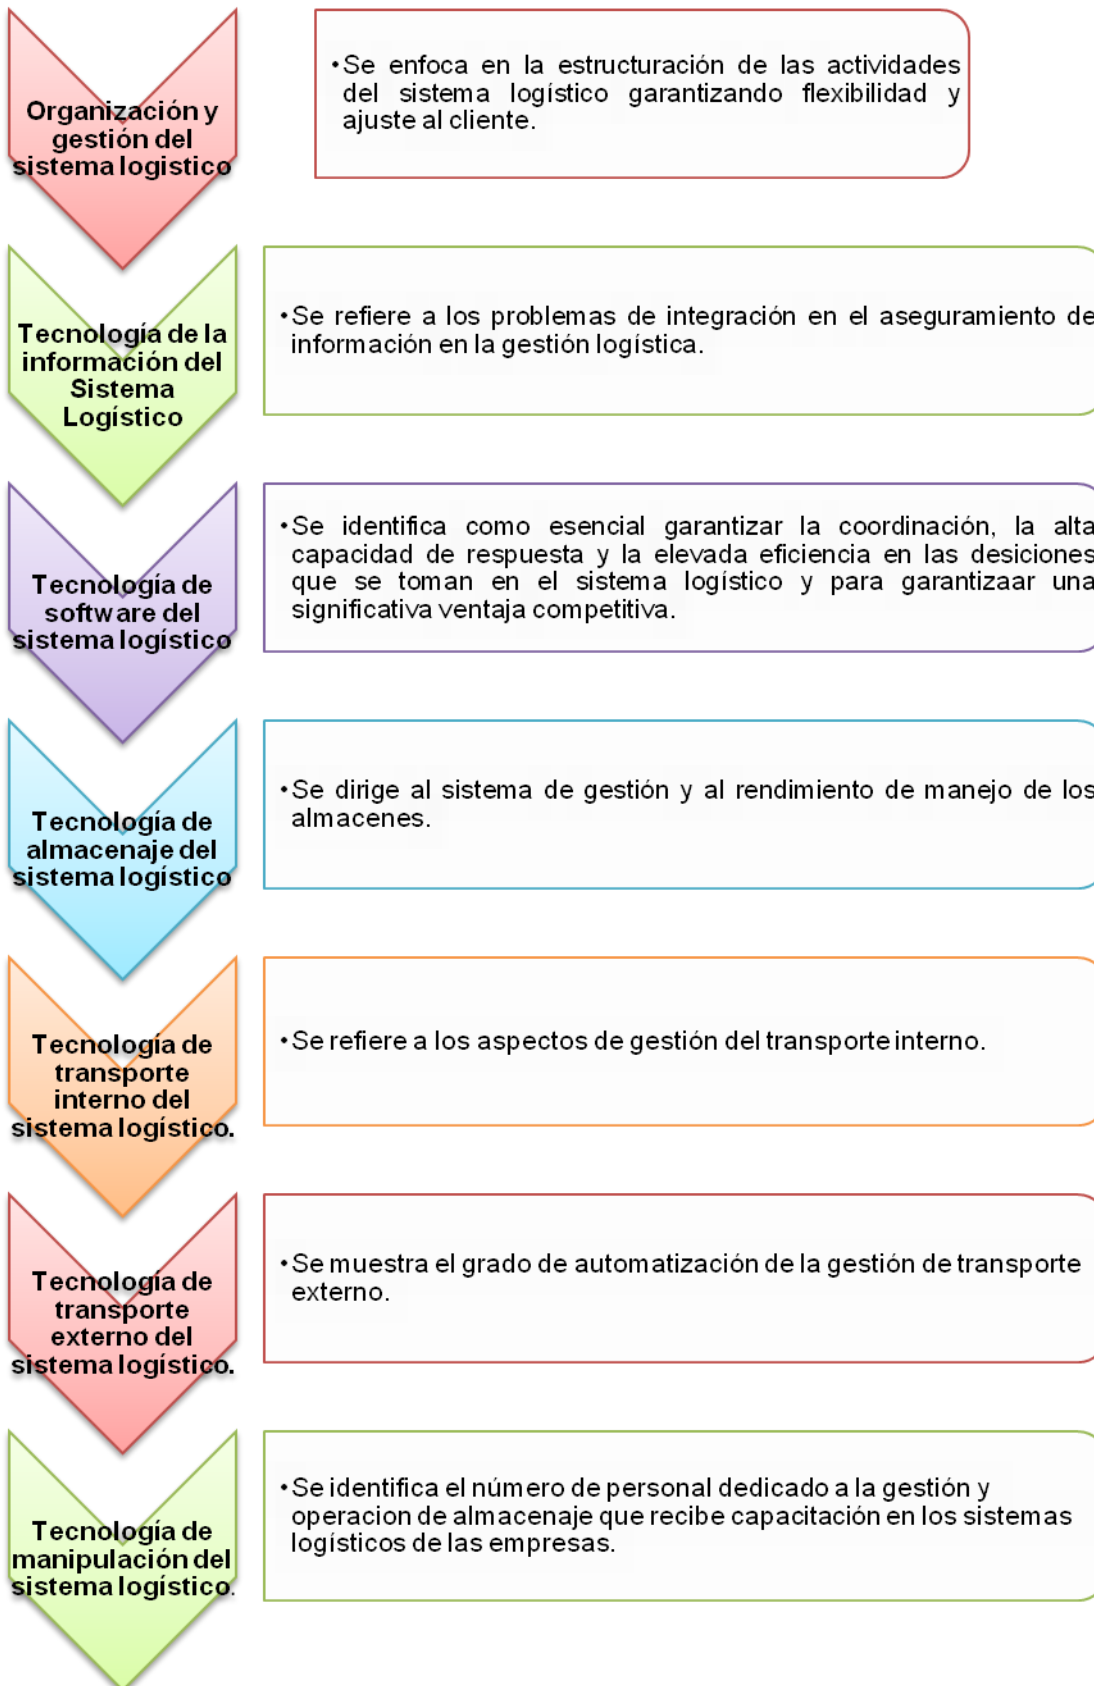 Organización y
gestión del
sistema logistico
•Se enfoca en la estructuración de las actividades
del sistema logístico garantizando flexibilidad y
ajuste al cliente.
Tecnología de la
información del
Sistema
Logístico
•Se refiere a los problemas de integración en el aseguramiento de
información en la gestión logística.
Tecnología de
software del
sistema logístico
•Se identifica como esencial garantizar la coordinación, la alta
capacidad de respuesta y la elevada eficiencia en las desiciones
que se toman en el sistema logístico y para garantizaar una
significativa ventaja competitiva.
Tecnología de
almacenaje del
sistema logístico
•Se dirige al sistema de gestión y al rendimiento de manejo de los
almacenes.
Tecnología de
transporte
interno del
sistema logístico.
•Se refiere a los aspectos de gestión del transporte interno.
Tecnología de
transporte
externo del
sistema logístico.
•Se muestra el grado de automatización de la gestión de transporte
externo.
Tecnología de
manipulación del
sistema logístico.
•Se identifica el número de personal dedicado a la gestión y
operacion de almacenaje que recibe capacitación en los sistemas
logísticos de las empresas.